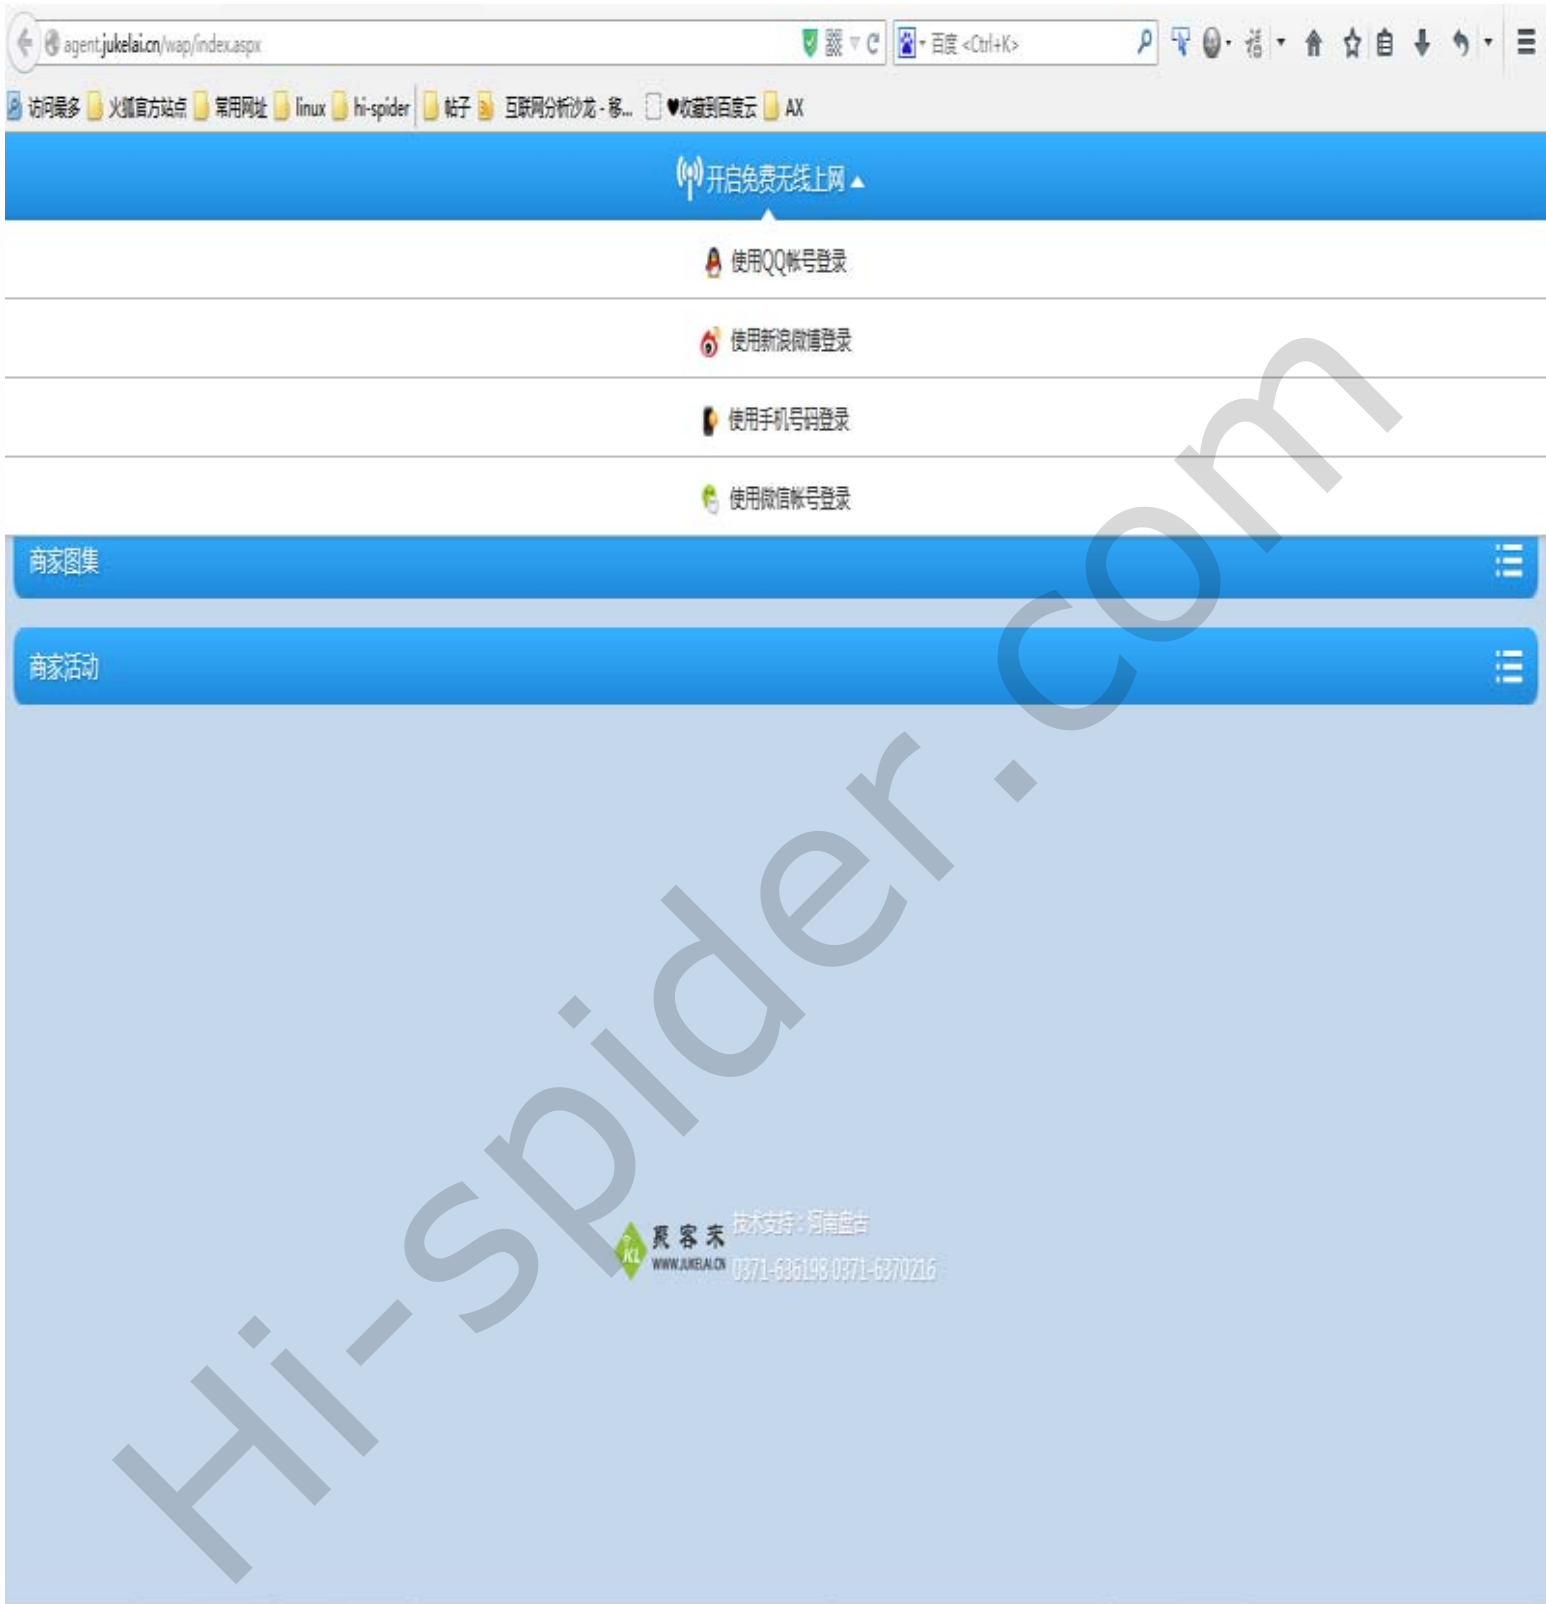 agent.jukelai.cn/wap/index.aspx
百度 <Ctrl+K>
访问最多 火狐官方站点 常用网址 linux hi-spider 帖子 互联网分析沙龙 - 移... ♥收藏到百度云 AX
开启免费无线上网
使用QQ帐号登录
使用新浪微博登录
使用手机号码登录
使用微信帐号登录
商家图集
商家活动
聚客来 技术支持：河南盘古
WWW.JUKELAI.CN 0371-636198 0371-6370216
Hi-spider.com